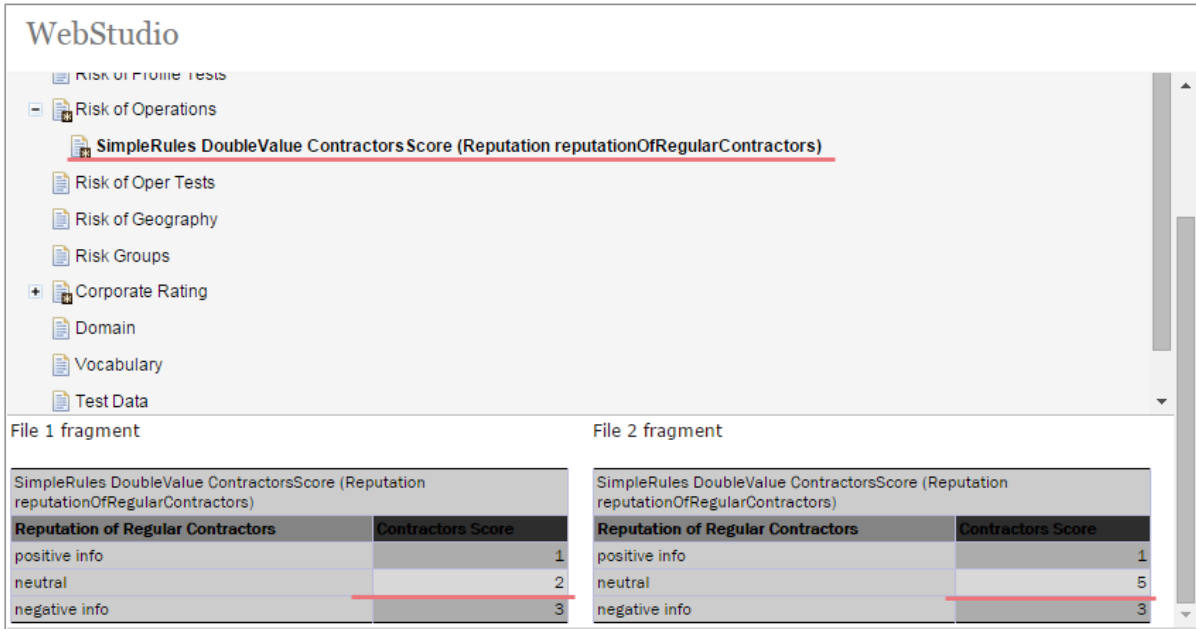 WebStudio
Risk of Profile Tests
Risk of Operations
SimpleRules DoubleValue ContractorsScore (Reputation reputationOfRegularContractors)
Risk of Oper Tests
Risk of Geography
Risk Groups
Corporate Rating
Domain
Vocabulary
Test Data
File 1 fragment
SimpleRules DoubleValue ContractorsScore (Reputation
reputationOfRegularContractors)
Reputation of Regular Contractors Contractors Score
positive info 1
neutral 2
negative info 3
File 2 fragment
SimpleRules DoubleValue ContractorsScore (Reputation
reputationOfRegularContractors)
Reputation of Regular Contractors Contractors Score
positive info 1
neutral 5
negative info 3